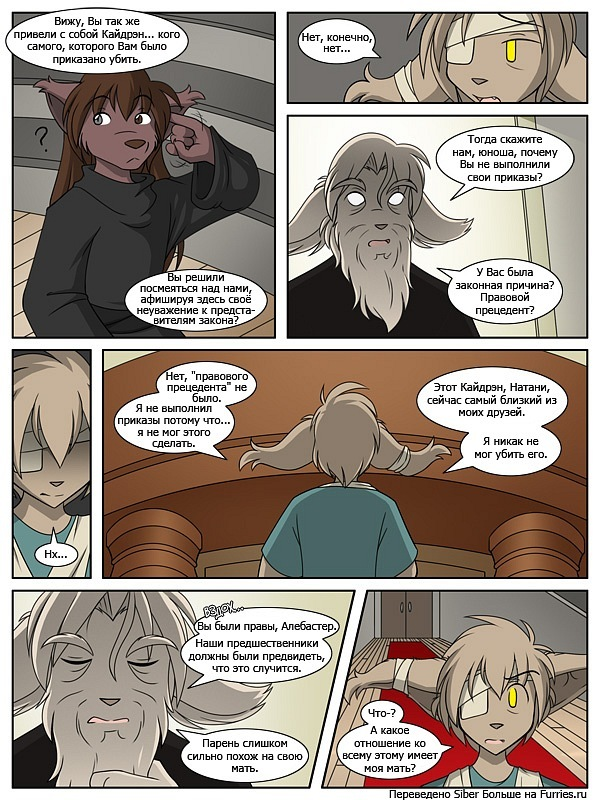 Вижу, Вы так же
привели с собой Кайдрэн... кого
самого, которого Вам было
приказано убить.
?
Вы решили
посмеяться над нами,
афишируя здесь своё
неуважение к предста-
вителям закона?
Нет, конечно,
нет...
Тогда скажите
нам, юноша, почему
Вы не выполнили
свои приказы?
У Вас была
законная причина?
Правовой
прецедент?
Нх...
Нет, "правового
прецедента" не
было.
Я не выполнил
приказы потому что...
я не мог этого
сделать.
Этот Кайдрэн, Натани,
сейчас самый близкий из
моих друзей.
Я никак не
мог убить его.
ВЗДОХ...
Вы были правы, Алебастер.
Наши предшественники
должны были предвидеть,
что это случится.
Парень слишком
сильно похож на свою
мать.
Что-?
А какое
отношение ко
всему этому имеет
моя мать?
Переведено Siber Больше на Furries.ru